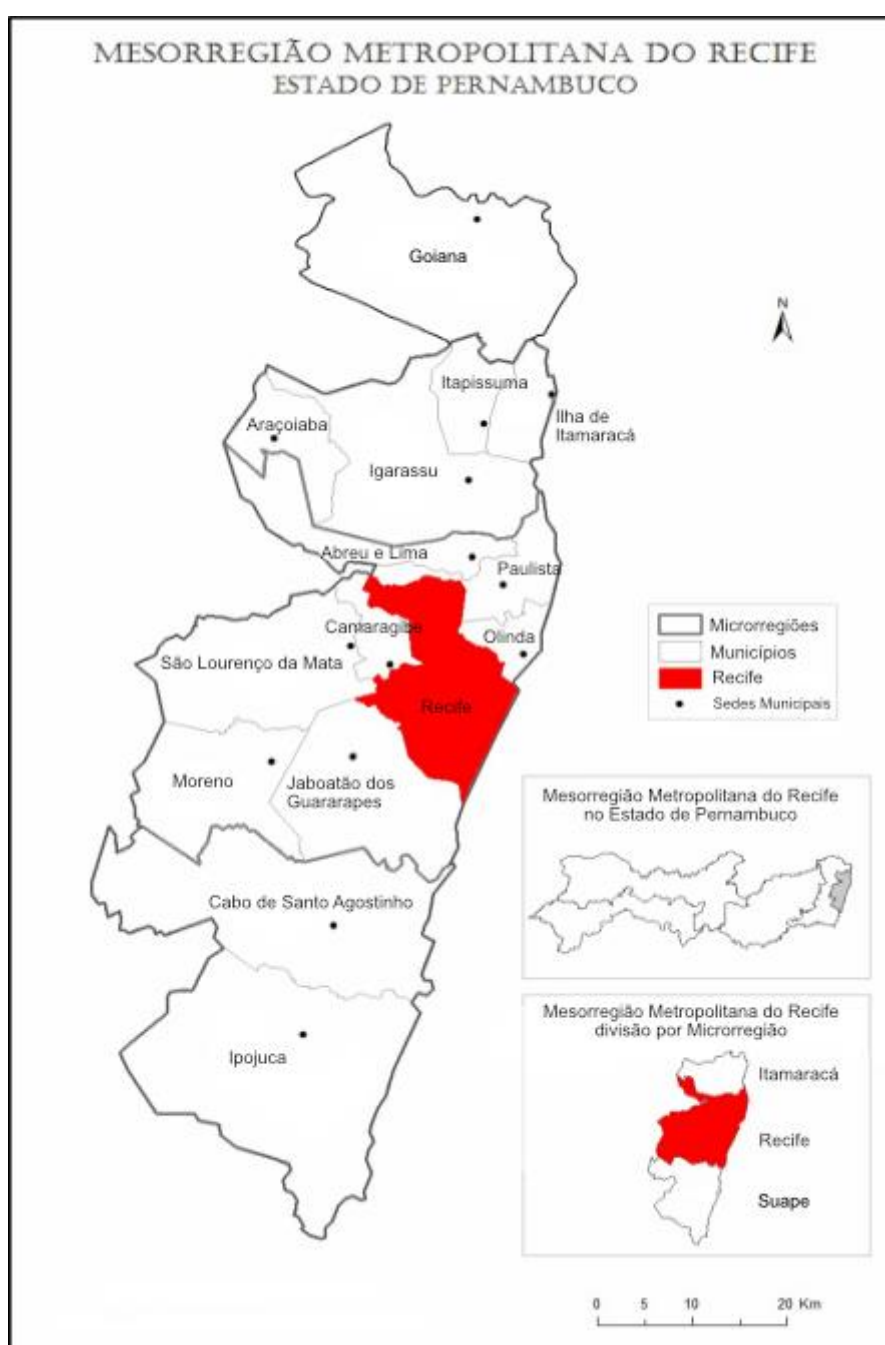 MESORREGIÃO METROPOLITANA DO RECIFE
ESTADO DE PERNAMBUCO
Goiana
N
Itapissuma
Ilha de
Itamaracá
Araçoiaba
Igarassu
Abreu e Lima
Paulista
Camaragibe
Olinda
São Lourenço da Mata
Recife
Moreno
Jaboatão dos
Guararapes
Cabo de Santo Agostinho
Ipojuca
Microrregiões
Municípios
Recife
Sedes Municipais
Mesorregião Metropolitana do Recife
no Estado de Pernambuco
Mesorregião Metropolitana do Recife
divisão por Microrregião
Itamaracá
Recife
Suape
0 5 10 20 Km